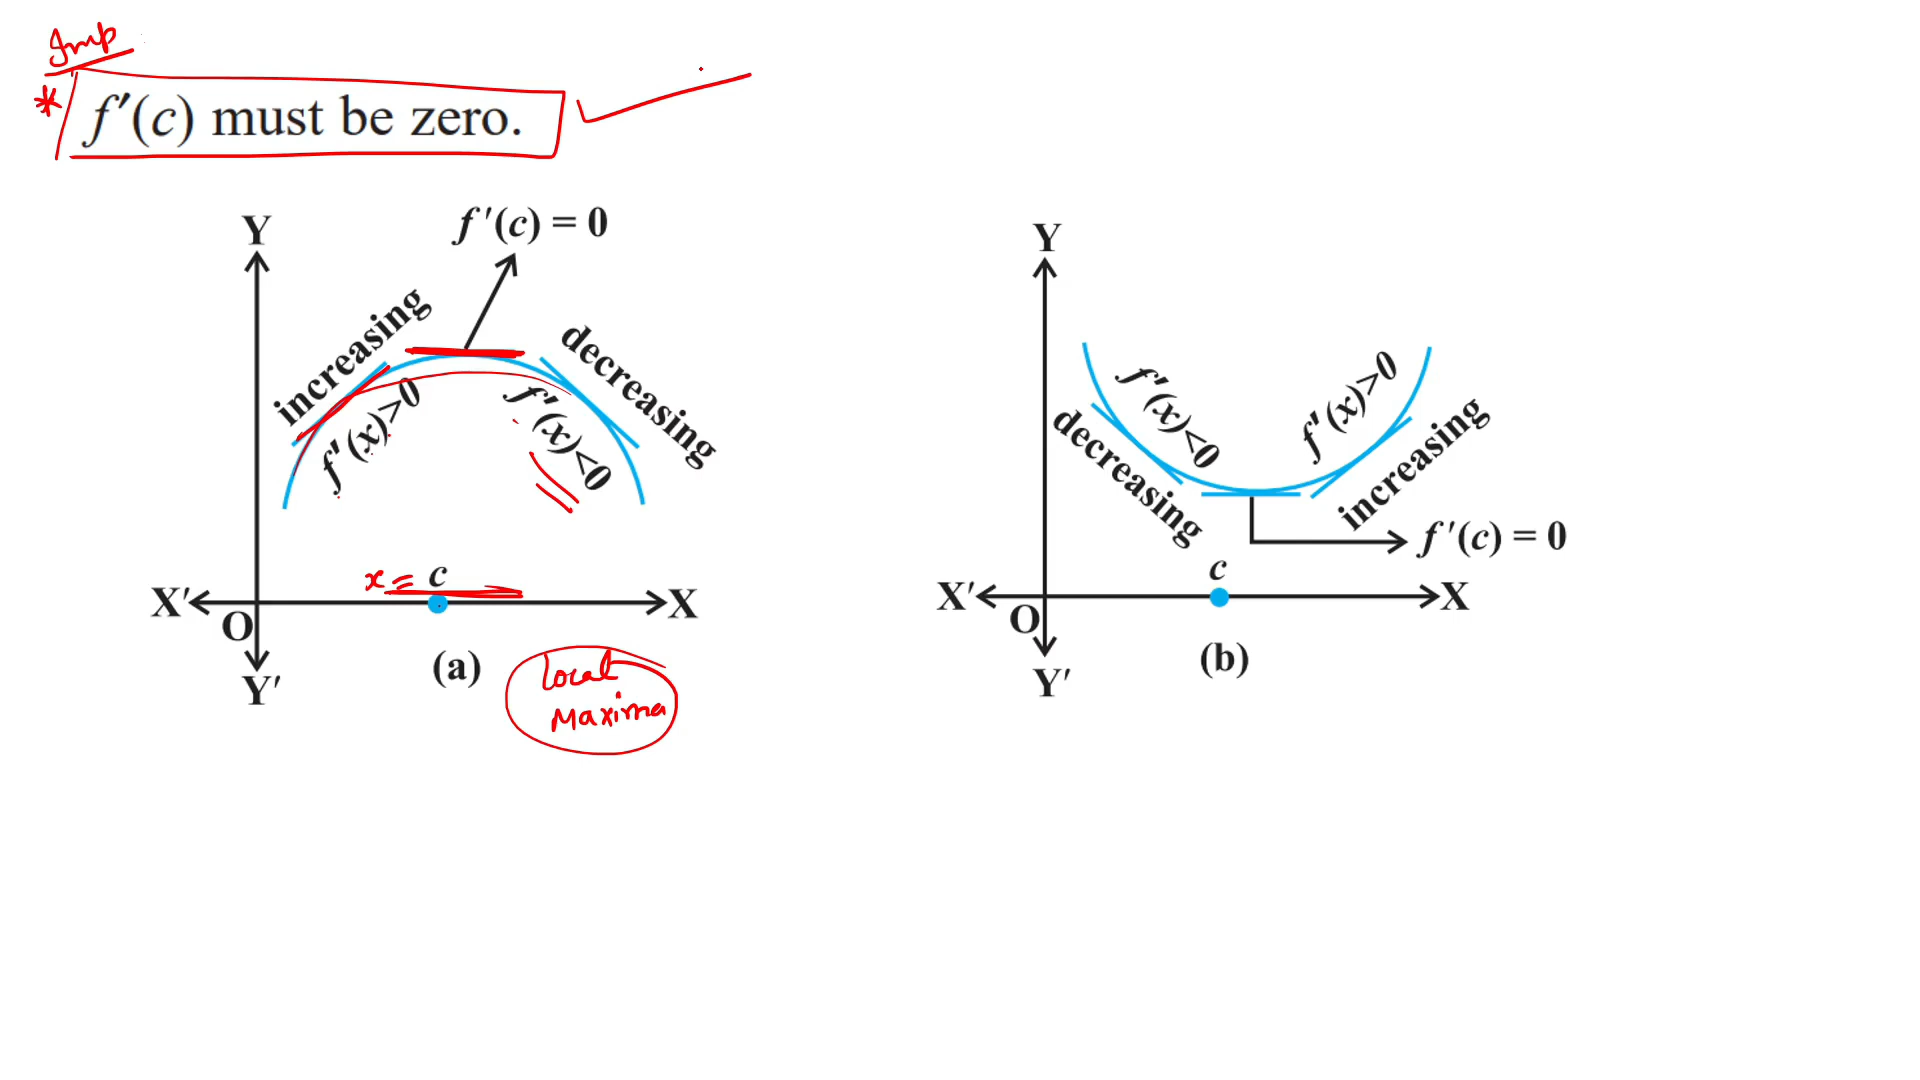 Imp
* f′(c) must be zero.
f′(c) = 0
Y
increasing
f′(x)>0
decreasing
f′(x)<0
x = c
X′
O
X
Y′
(a)
Local
Maxima
Y
f′(x)<0
decreasing
f′(x)>0
increasing
f′(c) = 0
c
X′
O
X
Y′
(b)